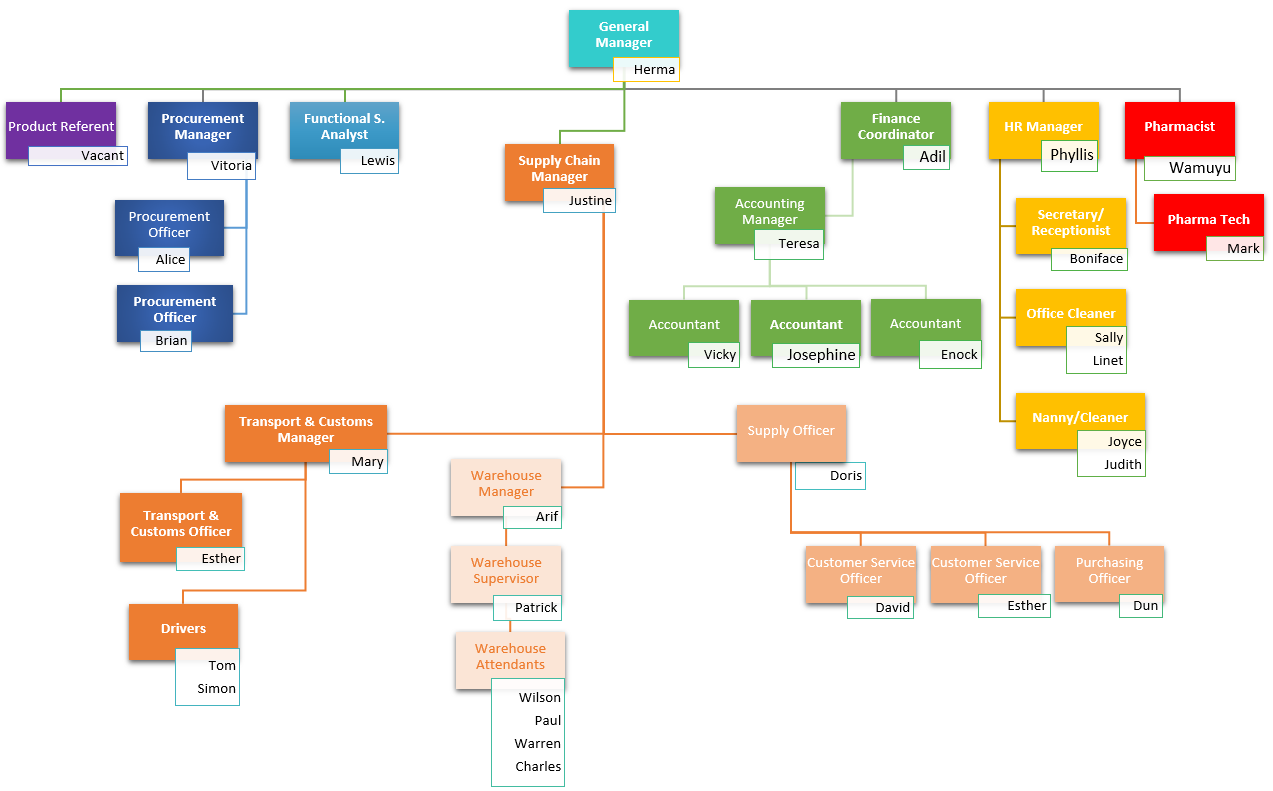 General
Manager
Herma
Product Referent
Vacant
Procurement
Manager
Vitoria
Functional S.
Analyst
Lewis
Supply Chain
Manager
Justine
Finance
Coordinator
Adil
HR Manager
Phyllis
Pharmacist
Wamuyu
Procurement
Officer
Alice
Procurement
Officer
Brian
Accounting
Manager
Teresa
Accountant
Vicky
Accountant
Josephine
Accountant
Enock
Secretary/
Receptionist
Boniface
Office Cleaner
Sally
Linet
Nanny/Cleaner
Joyce
Judith
Pharma Tech
Mark
Transport & Customs
Manager
Mary
Transport &
Customs Officer
Esther
Drivers
Tom
Simon
Warehouse
Manager
Arif
Warehouse
Supervisor
Patrick
Warehouse
Attendants
Wilson
Paul
Warren
Charles
Supply Officer
Doris
Customer Service
Officer
David
Customer Service
Officer
Esther
Purchasing
Officer
Dun